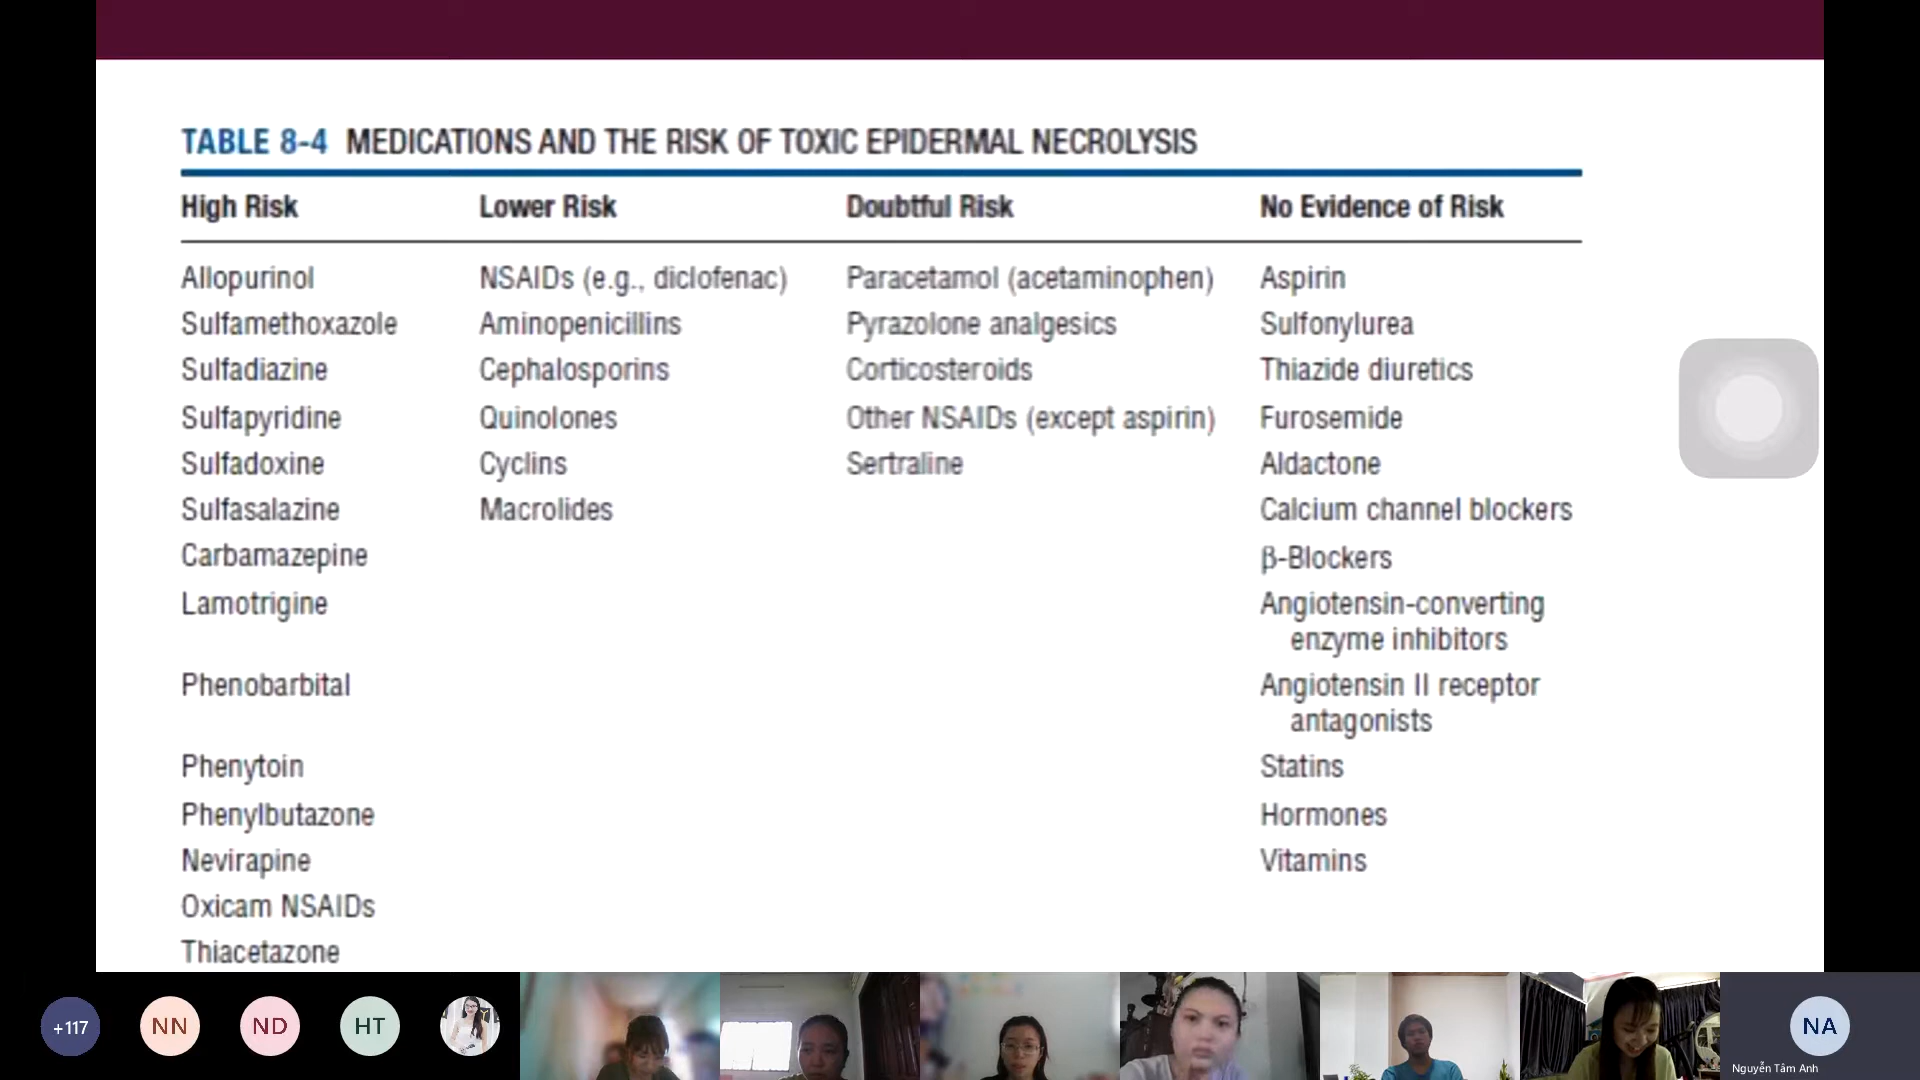 TABLE 8-4 MEDICATIONS AND THE RISK OF TOXIC EPIDERMAL NECROLYSIS
High Risk Lower Risk Doubtful Risk No Evidence of Risk
Allopurinol NSAIDs (e.g., diclofenac) Paracetamol (acetaminophen) Aspirin
Sulfamethoxazole Aminopenicillins Pyrazolone analgesics Sulfonylurea
Sulfadiazine Cephalosporins Corticosteroids Thiazide diuretics
Sulfapyridine Quinolones Other NSAIDs (except aspirin) Furosemide
Sulfadoxine Cyclins Sertraline Aldactone
Sulfasalazine Macrolides Calcium channel blockers
Carbamazepine β-Blockers
Lamotrigine Angiotensin-converting
enzyme inhibitors
Phenobarbital Angiotensin II receptor
antagonists
Phenytoin Statins
Phenylbutazone Hormones
Nevirapine Vitamins
Oxicam NSAIDs
Thiacetazone
+117 NN ND HT NA
Nguyễn Tâm Anh